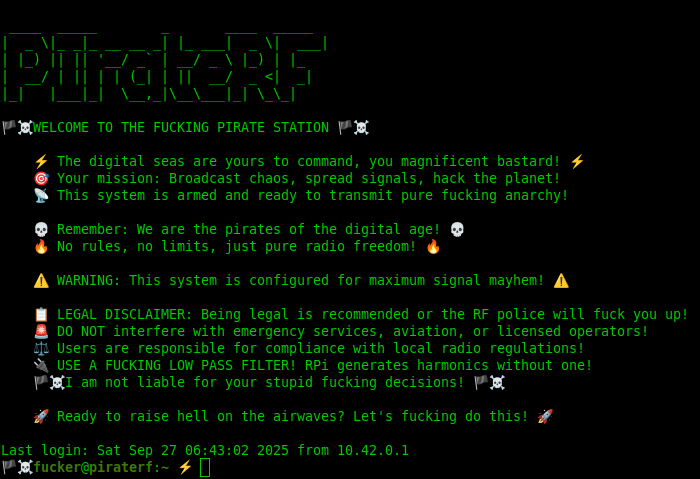 PIrateRF
🏴☠️WELCOME TO THE FUCKING PIRATE STATION 🏴☠️
⚡ The digital seas are yours to command, you magnificent bastard! ⚡
🎯 Your mission: Broadcast chaos, spread signals, hack the planet!
📡 This system is armed and ready to transmit pure fucking anarchy!
💀 Remember: We are the pirates of the digital age! 💀
🔥 No rules, no limits, just pure radio freedom! 🔥
⚠️ WARNING: This system is configured for maximum signal mayhem! ⚠️
📋 LEGAL DISCLAIMER: Being legal is recommended or the RF police will fuck you up!
🚨 DO NOT interfere with emergency services, aviation, or licensed operators!
⚖️ Users are responsible for compliance with local radio regulations!
🔌 USE A FUCKING LOW PASS FILTER! RPi generates harmonics without one!
🏴☠️I am not liable for your stupid fucking decisions! 🏴☠️
🚀 Ready to raise hell on the airwaves? Let's fucking do this! 🚀
Last login: Sat Sep 27 06:43:02 2025 from 10.42.0.1
🏴☠️fucker@piraterf:~ ⚡